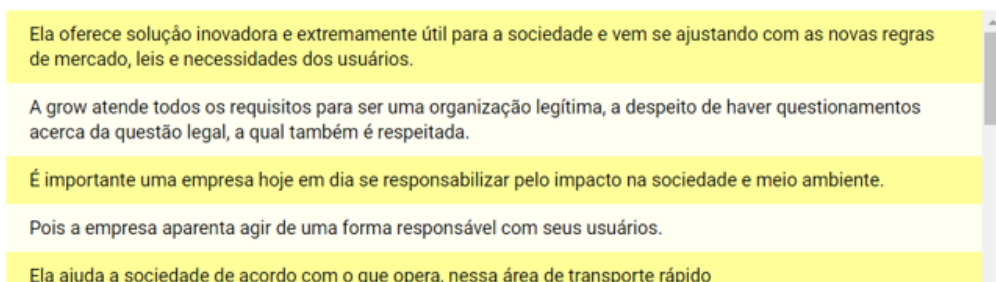 Ela oferece solução inovadora e extremamente útil para a sociedade e vem se ajustando com as novas regras
de mercado, leis e necessidades dos usuários.
A grow atende todos os requisitos para ser uma organização legítima, a despeito de haver questionamentos
acerca da questão legal, a qual também é respeitada.
É importante uma empresa hoje em dia se responsabilizar pelo impacto na sociedade e meio ambiente.
Pois a empresa aparenta agir de uma forma responsável com seus usuários.
Ela ajuda a sociedade de acordo com o que opera, nessa área de transporte rápido